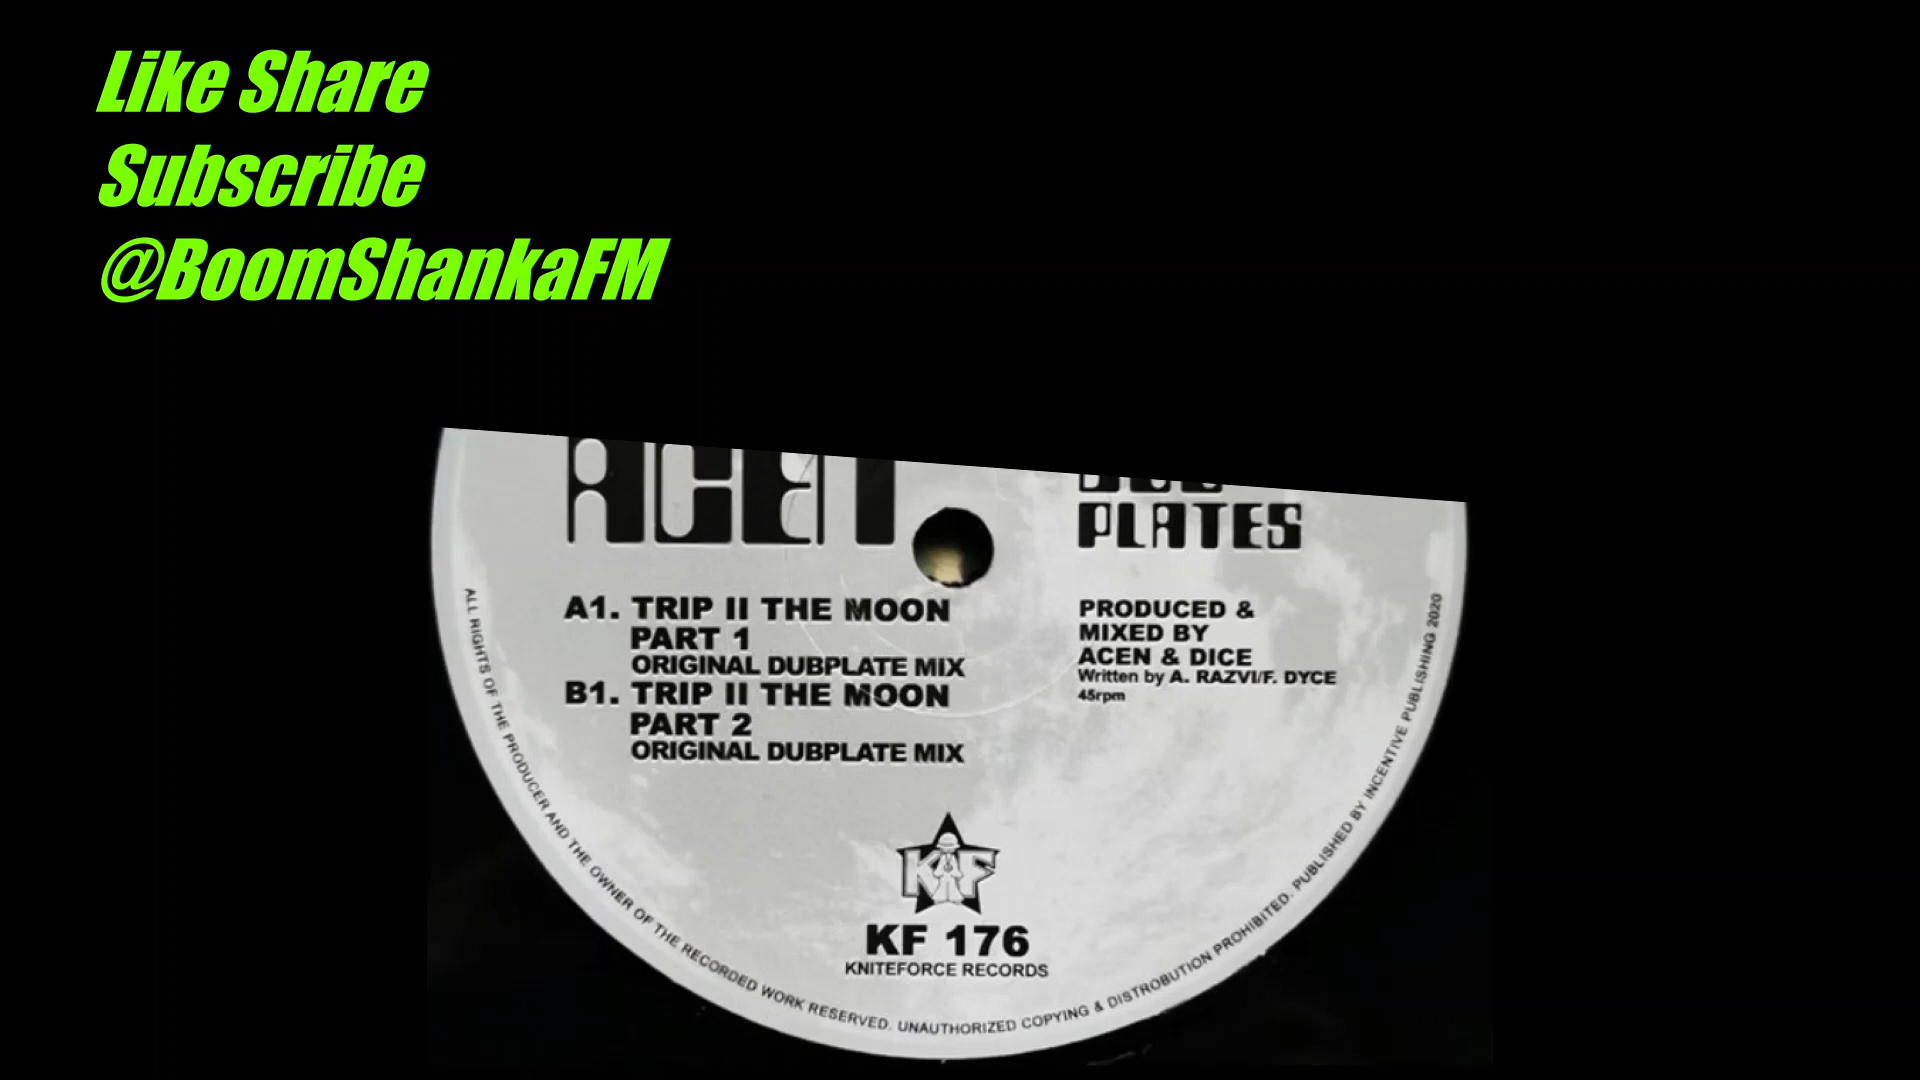 Like Share
Subscribe
@BoomShankaFM
ACEN
PLATES
A1. TRIP II THE MOON
PART 1
ORIGINAL DUBPLATE MIX
B1. TRIP II THE MOON
PART 2
ORIGINAL DUBPLATE MIX
PRODUCED &
MIXED BY
ACEN & DICE
Written by A. RAZVI/F. DYCE
45rpm
KF
KF 176
KNITEFORCE RECORDS
ALL RIGHTS OF THE PRODUCER AND THE OWNER OF THE RECORDED WORK RESERVED. UNAUTHORIZED COPYING & DISTROBUTION PROHIBITED. PUBLISHED BY INCENTIVE PUBLISHING 2020